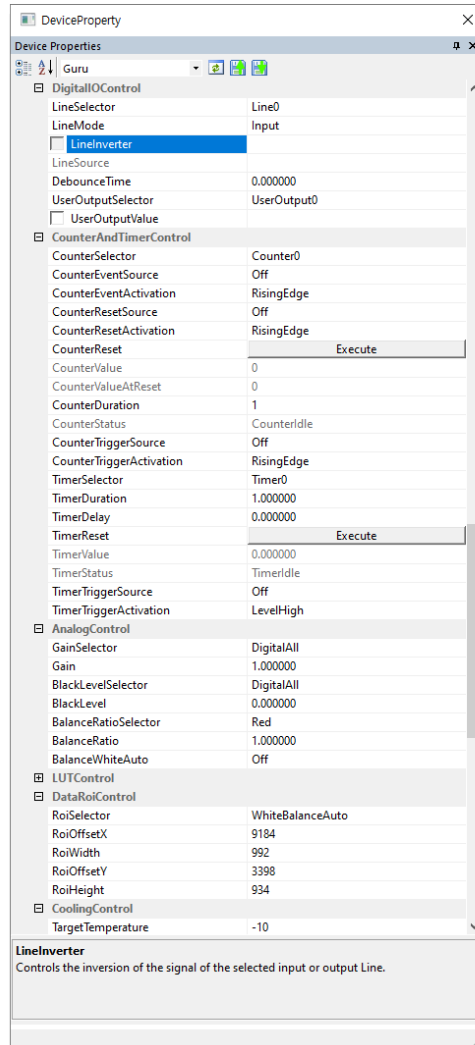 DeviceProperty
Device Properties
Guru
DigitalIOControl
LineSelector Line0
LineMode Input
LineInverter
LineSource
DebounceTime 0.000000
UserOutputSelector UserOutput0
UserOutputValue
CounterAndTimerControl
CounterSelector Counter0
CounterEventSource Off
CounterEventActivation RisingEdge
CounterResetSource Off
CounterResetActivation RisingEdge
CounterReset Execute
CounterValue 0
CounterValueAtReset 0
CounterDuration 1
CounterStatus CounterIdle
CounterTriggerSource Off
CounterTriggerActivation RisingEdge
TimerSelector Timer0
TimerDuration 1.000000
TimerDelay 0.000000
TimerReset Execute
TimerValue 0.000000
TimerStatus TimerIdle
TimerTriggerSource Off
TimerTriggerActivation LevelHigh
AnalogControl
GainSelector DigitalAll
Gain 1.000000
BlackLevelSelector DigitalAll
BlackLevel 0.000000
BalanceRatioSelector Red
BalanceRatio 1.000000
BalanceWhiteAuto Off
LUTControl
DataRoiControl
RoiSelector WhiteBalanceAuto
RoiOffsetX 9184
RoiWidth 992
RoiOffsetY 3398
RoiHeight 934
CoolingControl
TargetTemperature -10
LineInverter
Controls the inversion of the signal of the selected input or output Line.